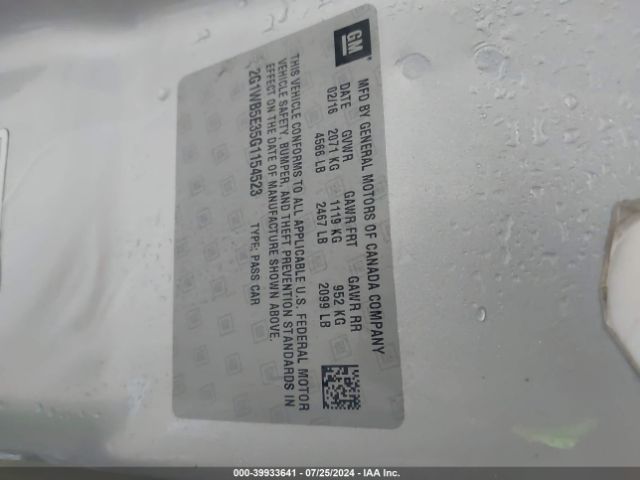 GM
MFD BY GENERAL MOTORS OF CANADA COMPANY
DATE GVWR GAWR FRT GAWR RR
02/16 2071 KG 1119 KG 952 KG
4566 LB 2467 LB 2099 LB
THIS VEHICLE CONFORMS TO ALL APPLICABLE U.S. FEDERAL MOTOR
VEHICLE SAFETY, BUMPER, AND THEFT PREVENTION STANDARDS IN
EFFECT ON THE DATE OF MANUFACTURE SHOWN ABOVE.
2G1WB5E35G1154523 TYPE: PASS CAR
000-39933641 / 07/25/2024 - IAA Inc.